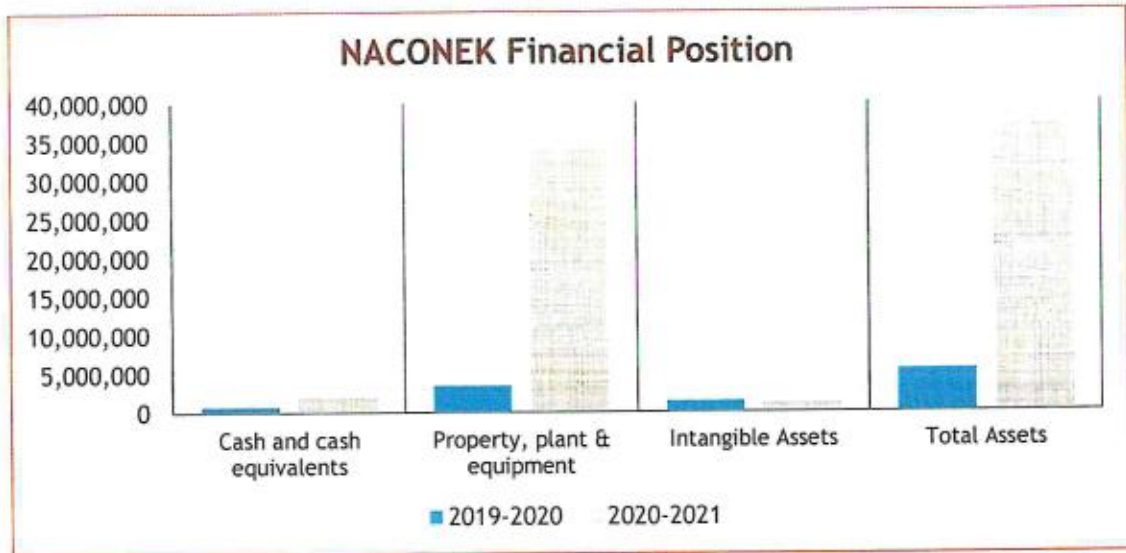 NACONEK Financial Position
40,000,000
35,000,000
30,000,000
25,000,000
20,000,000
15,000,000
10,000,000
5,000,000
0
Cash and cash
equivalents
Property, plant &
equipment
Intangible Assets
Total Assets
2019-2020
2020-2021